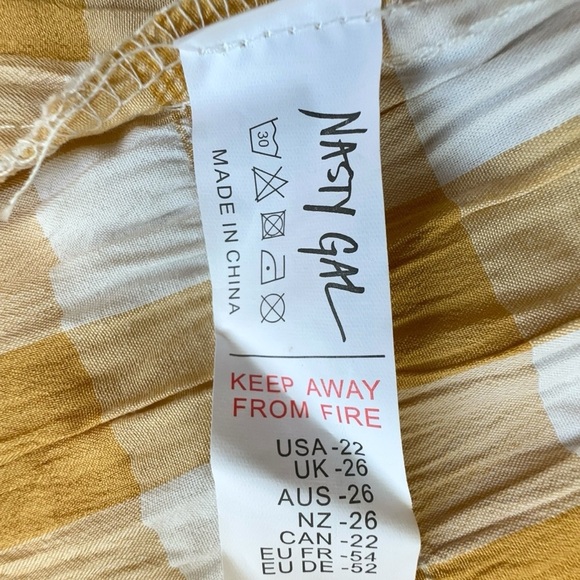 NASTY GAL
30
MADE IN CHINA
KEEP AWAY
FROM FIRE
USA -22
UK -26
AUS -26
NZ -26
CAN -22
EU FR -54
EU DE -52